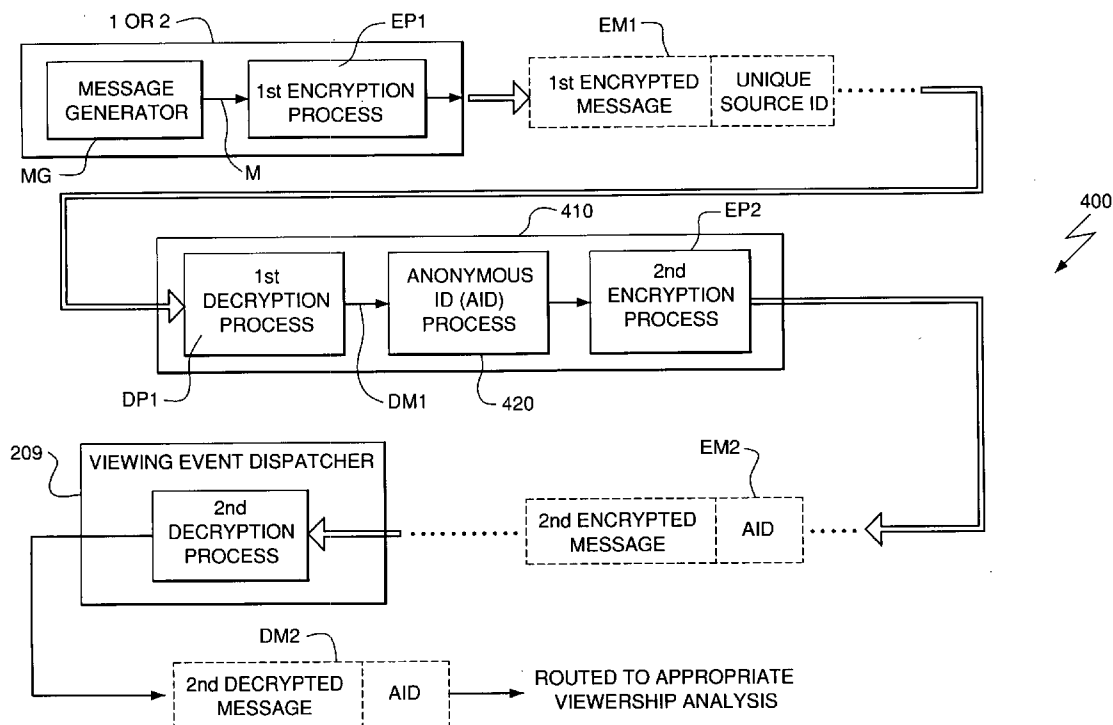 1 OR 2
EP1
EM1
MESSAGE
GENERATOR
1st ENCRYPTION
PROCESS
1st ENCRYPTED
MESSAGE
UNIQUE
SOURCE ID
MG
M
410
EP2
400
1st
DECRYPTION
PROCESS
ANONYMOUS
ID (AID)
PROCESS
2nd
ENCRYPTION
PROCESS
DP1
DM1
420
209
VIEWING EVENT DISPATCHER
EM2
2nd
DECRYPTION
PROCESS
2nd ENCRYPTED
MESSAGE
AID
DM2
2nd DECRYPTED
MESSAGE
AID
ROUTED TO APPROPRIATE
VIEWERSHIP ANALYSIS